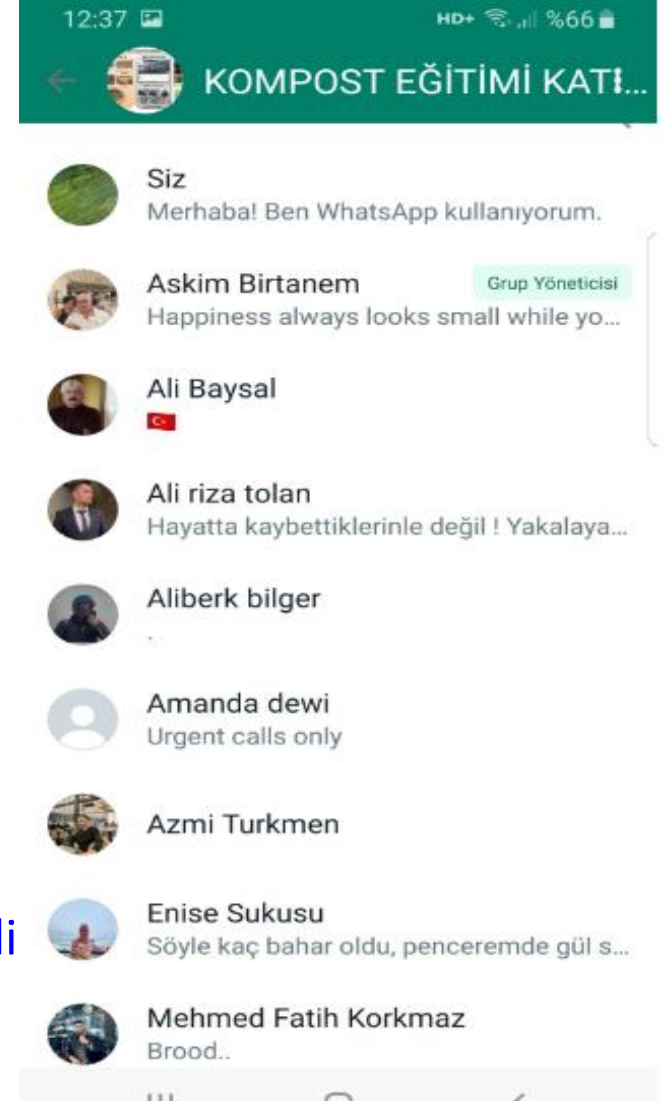 12:37 HD+ %66
KOMPOST EĞİTİMİ KATI...
Siz
Merhaba! Ben WhatsApp kullanıyorum.
Askim Birtanem Grup Yöneticisi
Happiness always looks small while yo...
Ali Baysal
Ali riza tolan
Hayatta kaybettiklerinle değil ! Yakalaya...
Aliberk bilger
.
Amanda dewi
Urgent calls only
Azmi Turkmen
Enise Sukusu
li
Söyle kaç bahar oldu, penceremde gül s...
Mehmed Fatih Korkmaz
Brood..